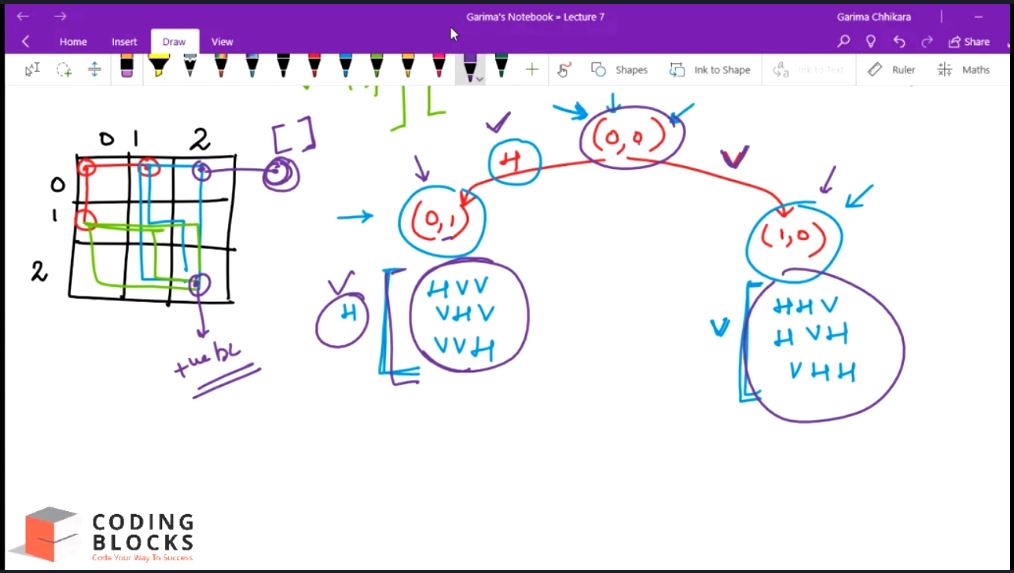 Garima's Notebook » Lecture 7
Garima Chhikara
Home Insert Draw View
Share
Shapes
Ink to Shape
Ink to Text
Ruler
Maths
0 1 2
[ ]
0
1
2
+ve bc
(0,0)
H
V
(0,1)
(1,0)
H
HVV
VHV
VVH
V
HHV
HVH
VHH
CODING
BLOCKS
Code Your Way To Success